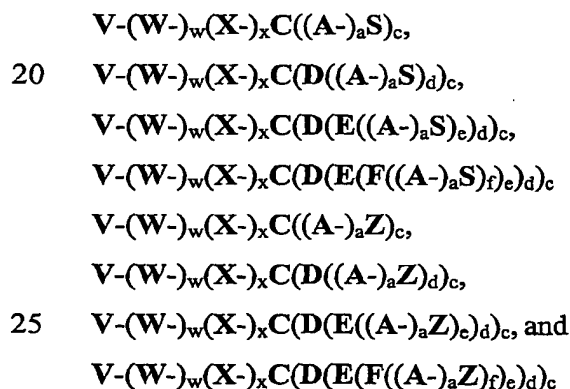 V-(W-)w(X-)xC((A-)aS)c,
20 V-(W-)w(X-)xC(D((A-)aS)d)c,
V-(W-)w(X-)xC(D(E((A-)aS)e)d)c,
V-(W-)w(X-)xC(D(E(F((A-)aS)f)e)d)c
V-(W-)w(X-)xC((A-)aZ)c,
V-(W-)w(X-)xC(D((A-)aZ)d)c,
25 V-(W-)w(X-)xC(D(E((A-)aZ)e)d)c, and
V-(W-)w(X-)xC(D(E(F((A-)aZ)f)e)d)c